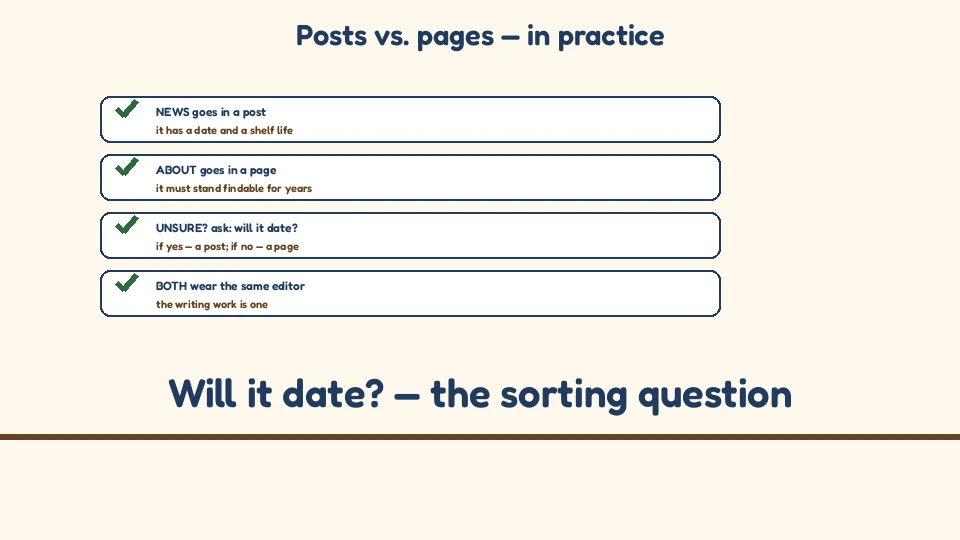 Posts vs. pages — in practice
NEWS goes in a post
it has a date and a shelf life
ABOUT goes in a page
it must stand findable for years
UNSURE? ask: will it date?
if yes — a post; if no — a page
BOTH wear the same editor
the writing work is one
Will it date? — the sorting question